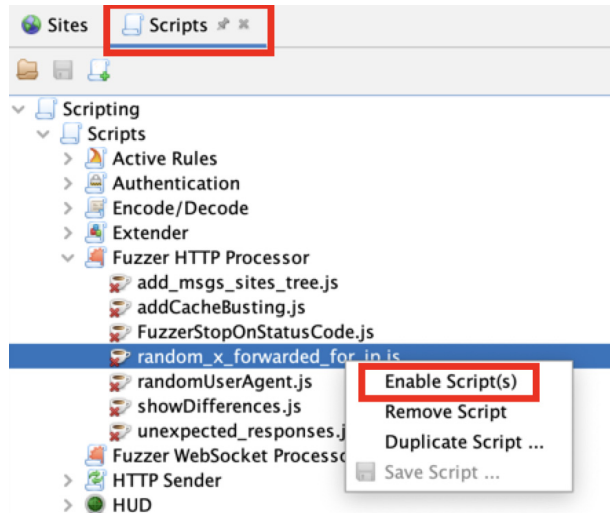 Sites Scripts
Scripting
Scripts
Active Rules
Authentication
Encode/Decode
Extender
Fuzzer HTTP Processor
add_msgs_sites_tree.js
addCacheBusting.js
FuzzerStopOnStatusCode.js
random_x_forwarded_for_ip.js
Enable Script(s)
randomUserAgent.js
Remove Script
showDifferences.js
Duplicate Script ...
unexpected_responses.j
Fuzzer WebSocket Processo
Save Script ...
HTTP Sender
HUD